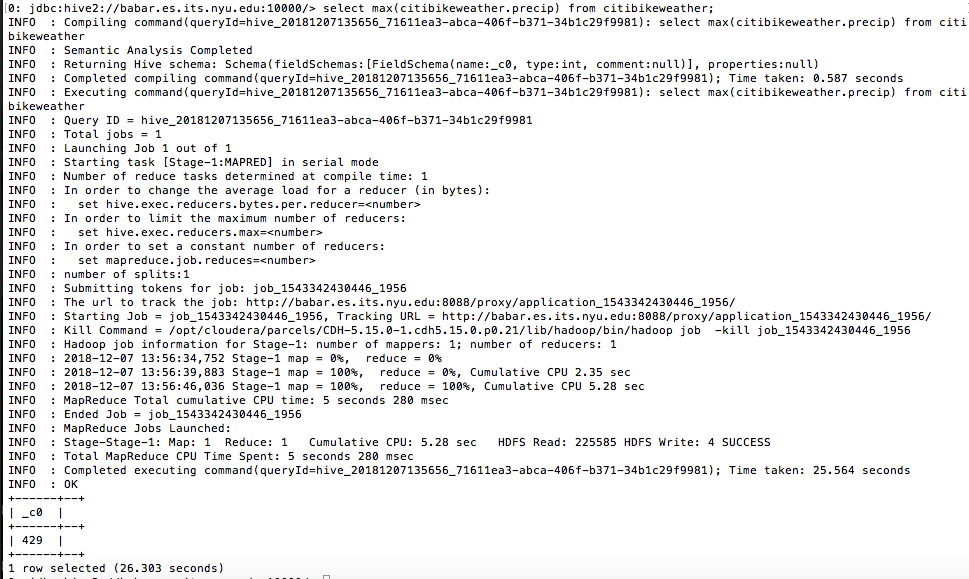 0: jdbc:hive2://babar.es.its.nyu.edu:10000/> select max(citibikeweather.precip) from citibikeweather;
INFO  : Compiling command(queryId=hive_20181207135656_71611ea3-abca-406f-b371-34b1c29f9981): select max(citibikeweather.precip) from citi
bikeweather
INFO  : Semantic Analysis Completed
INFO  : Returning Hive schema: Schema(fieldSchemas:[FieldSchema(name:_c0, type:int, comment:null)], properties:null)
INFO  : Completed compiling command(queryId=hive_20181207135656_71611ea3-abca-406f-b371-34b1c29f9981); Time taken: 0.587 seconds
INFO  : Executing command(queryId=hive_20181207135656_71611ea3-abca-406f-b371-34b1c29f9981): select max(citibikeweather.precip) from citi
bikeweather
INFO  : Query ID = hive_20181207135656_71611ea3-abca-406f-b371-34b1c29f9981
INFO  : Total jobs = 1
INFO  : Launching Job 1 out of 1
INFO  : Starting task [Stage-1:MAPRED] in serial mode
INFO  : Number of reduce tasks determined at compile time: 1
INFO  : In order to change the average load for a reducer (in bytes):
INFO  :   set hive.exec.reducers.bytes.per.reducer=<number>
INFO  : In order to limit the maximum number of reducers:
INFO  :   set hive.exec.reducers.max=<number>
INFO  : In order to set a constant number of reducers:
INFO  :   set mapreduce.job.reduces=<number>
INFO  : number of splits:1
INFO  : Submitting tokens for job: job_1543342430446_1956
INFO  : The url to track the job: http://babar.es.its.nyu.edu:8088/proxy/application_1543342430446_1956/
INFO  : Starting Job = job_1543342430446_1956, Tracking URL = http://babar.es.its.nyu.edu:8088/proxy/application_1543342430446_1956/
INFO  : Kill Command = /opt/cloudera/parcels/CDH-5.15.0-1.cdh5.15.0.p0.21/lib/hadoop/bin/hadoop job  -kill job_1543342430446_1956
INFO  : Hadoop job information for Stage-1: number of mappers: 1; number of reducers: 1
INFO  : 2018-12-07 13:56:34,752 Stage-1 map = 0%,  reduce = 0%
INFO  : 2018-12-07 13:56:39,883 Stage-1 map = 100%,  reduce = 0%, Cumulative CPU 2.35 sec
INFO  : 2018-12-07 13:56:46,036 Stage-1 map = 100%,  reduce = 100%, Cumulative CPU 5.28 sec
INFO  : MapReduce Total cumulative CPU time: 5 seconds 280 msec
INFO  : Ended Job = job_1543342430446_1956
INFO  : MapReduce Jobs Launched:
INFO  : Stage-Stage-1: Map: 1  Reduce: 1   Cumulative CPU: 5.28 sec   HDFS Read: 225585 HDFS Write: 4 SUCCESS
INFO  : Total MapReduce CPU Time Spent: 5 seconds 280 msec
INFO  : Completed executing command(queryId=hive_20181207135656_71611ea3-abca-406f-b371-34b1c29f9981); Time taken: 25.564 seconds
INFO  : OK
+------+--+
| _c0  |
+------+--+
| 429  |
+------+--+
1 row selected (26.303 seconds)